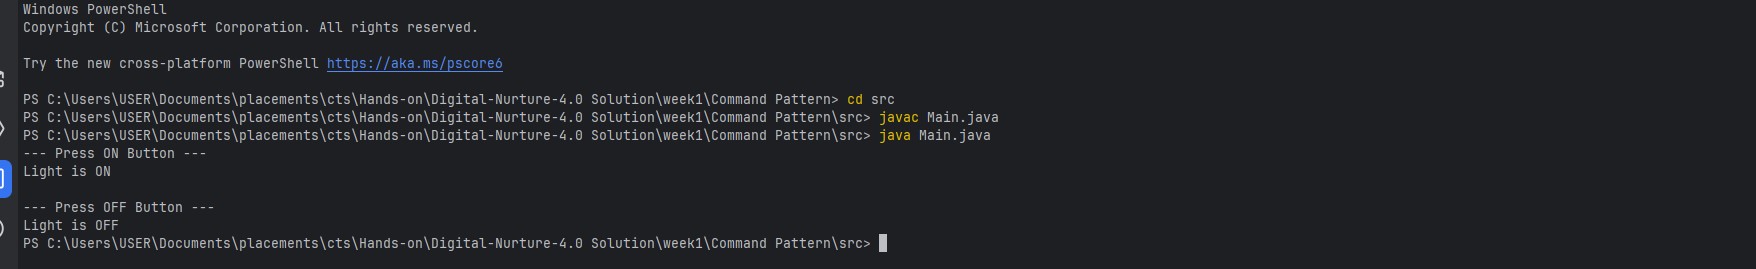 Windows PowerShell
Copyright (C) Microsoft Corporation. All rights reserved.
Try the new cross-platform PowerShell https://aka.ms/pscore6
PS C:\Users\USER\Documents\placements\cts\Hands-on\Digital-Nurture-4.0 Solution\week1\Command Pattern> cd src
PS C:\Users\USER\Documents\placements\cts\Hands-on\Digital-Nurture-4.0 Solution\week1\Command Pattern\src> javac Main.java
PS C:\Users\USER\Documents\placements\cts\Hands-on\Digital-Nurture-4.0 Solution\week1\Command Pattern\src> java Main.java
--- Press ON Button ---
Light is ON
--- Press OFF Button ---
Light is OFF
PS C:\Users\USER\Documents\placements\cts\Hands-on\Digital-Nurture-4.0 Solution\week1\Command Pattern\src>